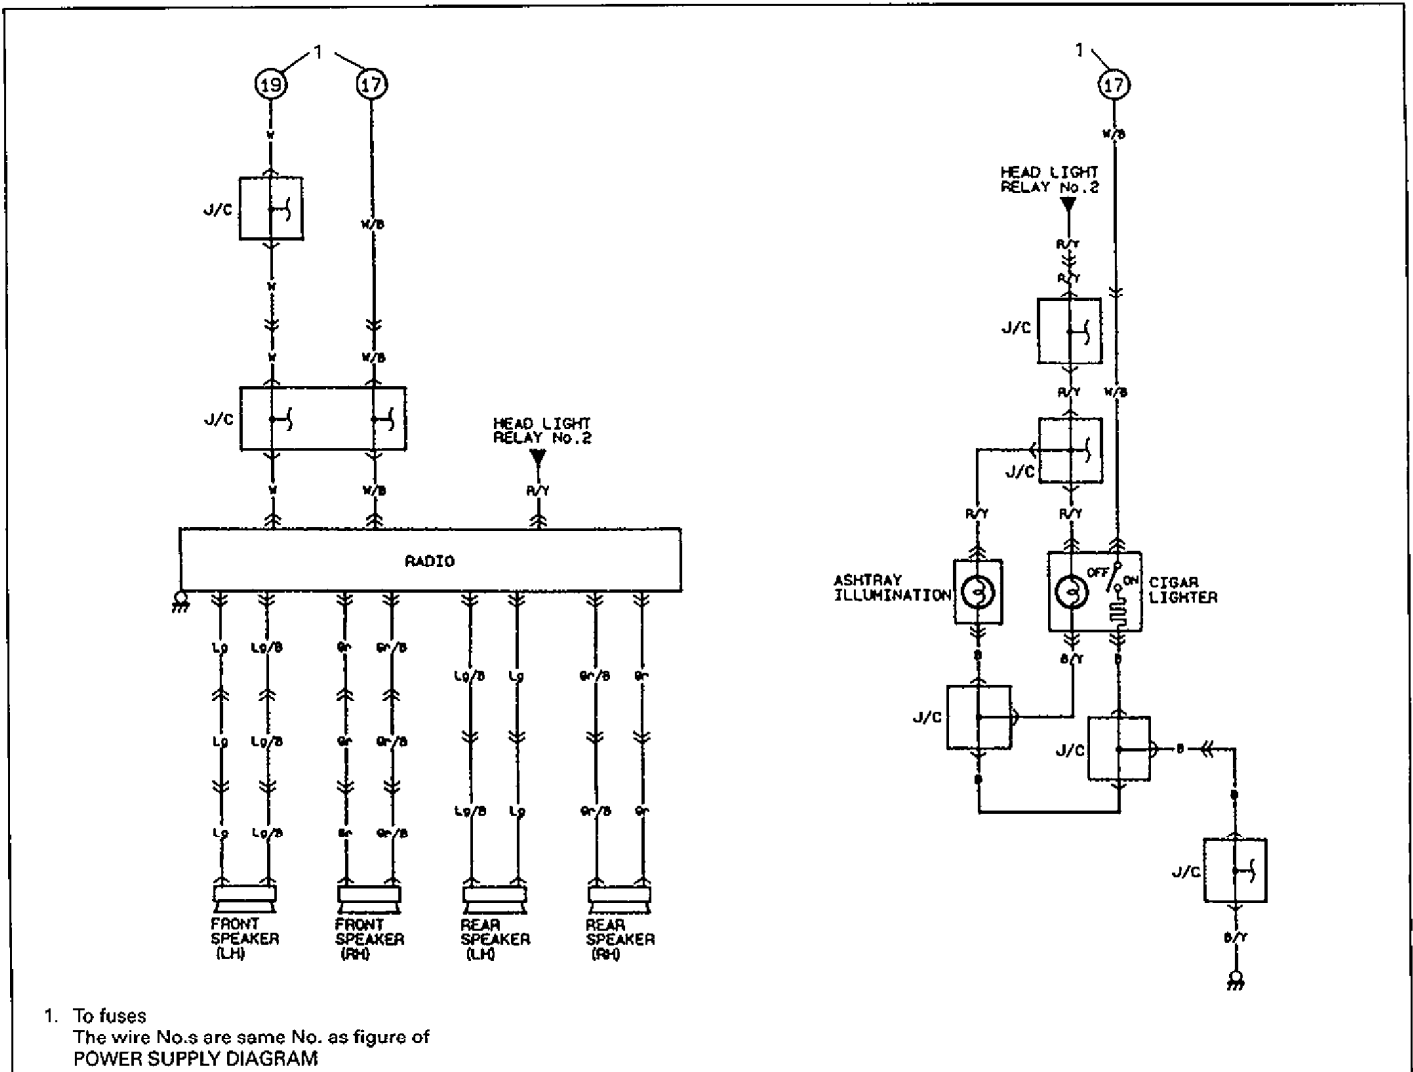 1
19
17
W
J/C
W/B
W
W
W/B
J/C
HEAD LIGHT
RELAY No.2
W
W/B
R/Y
RADIO
Lg
Lg/B
Gr
Gr/B
Lg/B
Lg
Gr/B
Gr
Lg
Lg/B
Gr
Gr/B
Lg/B
Lg
Gr/B
Gr
Lg
Lg/B
Gr
Gr/B
FRONT
SPEAKER
(LH)
FRONT
SPEAKER
(RH)
REAR
SPEAKER
(LH)
REAR
SPEAKER
(RH)
1
17
W/B
HEAD LIGHT
RELAY No.2
R/Y
R/Y
J/C
R/Y
W/B
J/C
R/Y
R/Y
ASHTRAY
ILLUMINATION
OFF
ON
CIGAR
LIGHTER
B
B/Y
B
J/C
J/C
B
B
B
J/C
B/Y
1. To fuses
The wire No.s are same No. as figure of
POWER SUPPLY DIAGRAM